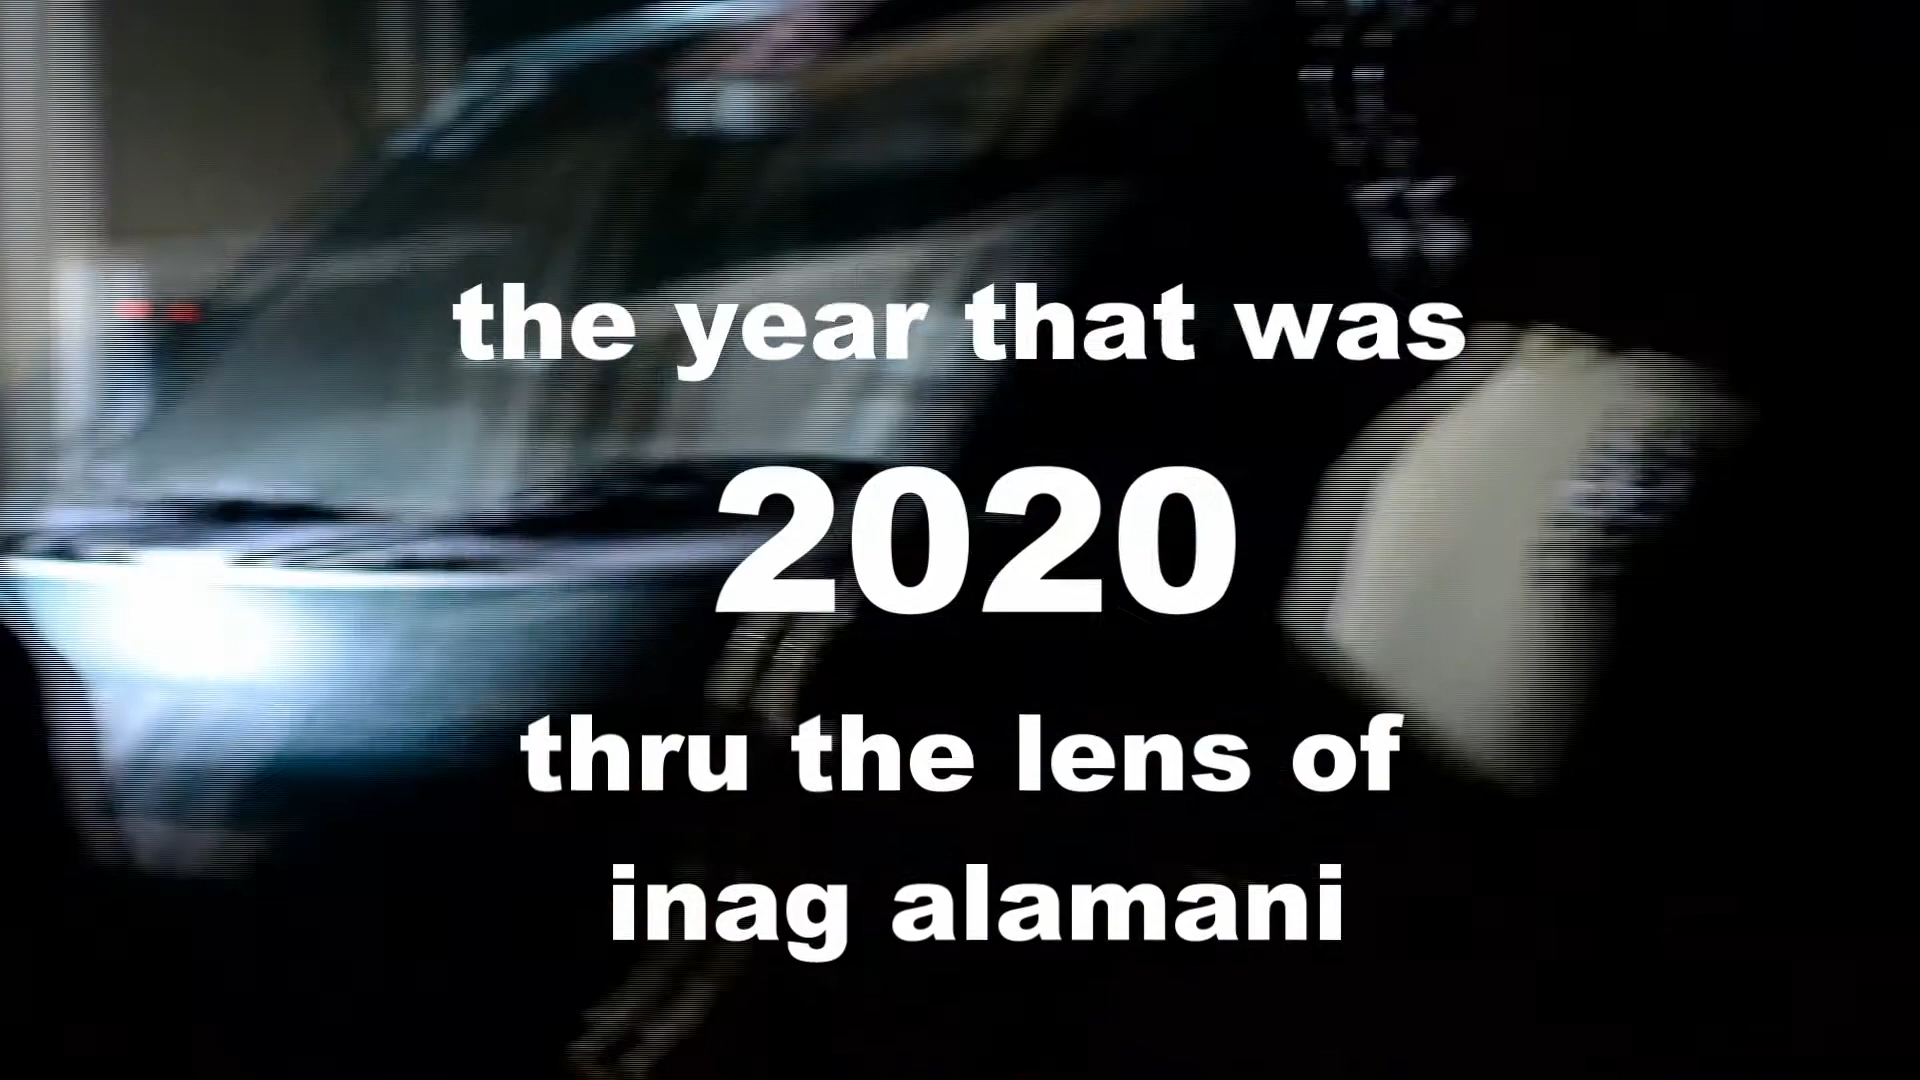 the year that was
2020
thru the lens of
inag alamani